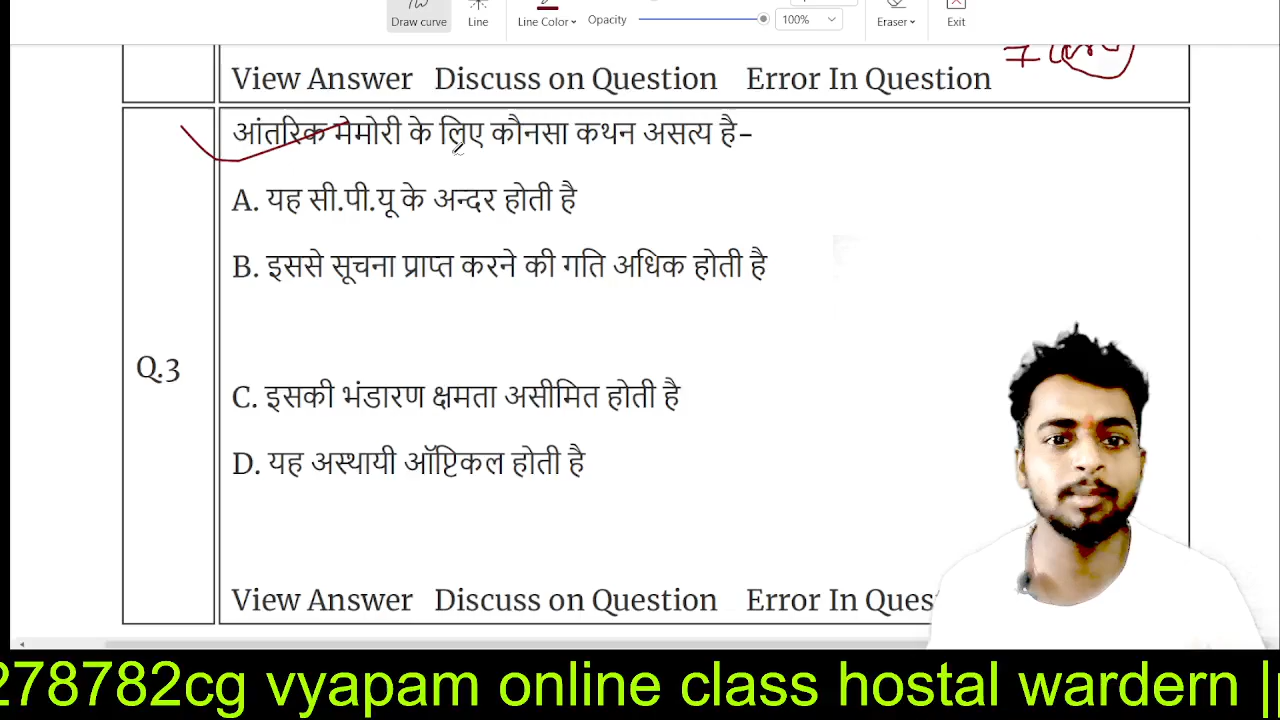 Draw curve Line Line Color Opacity 100% Eraser Exit
View Answer Discuss on Question Error In Question
आंतरिक मेमोरी के लिए कौनसा कथन असत्य है-
A. यह सी.पी.यू के अन्दर होती है
B. इससे सूचना प्राप्त करने की गति अधिक होती है
Q.3
C. इसकी भंडारण क्षमता असीमित होती है
D. यह अस्थायी ऑप्टिकल होती है
View Answer Discuss on Question Error In Ques
278782cg vyapam online class hostal wardern |